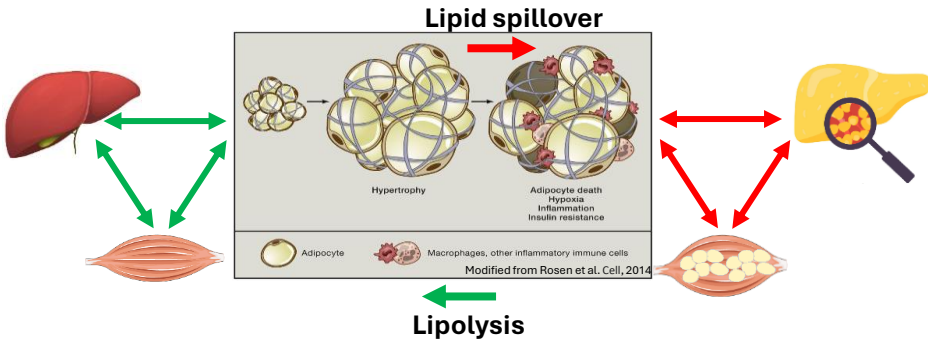 Lipid spillover
Hypertrophy
Adipocyte death
Hypoxia
Inflammation
Insulin resistance
Adipocyte
Macrophages, other inflammatory immune cells
Modified from Rosen et al. Cell, 2014
Lipolysis